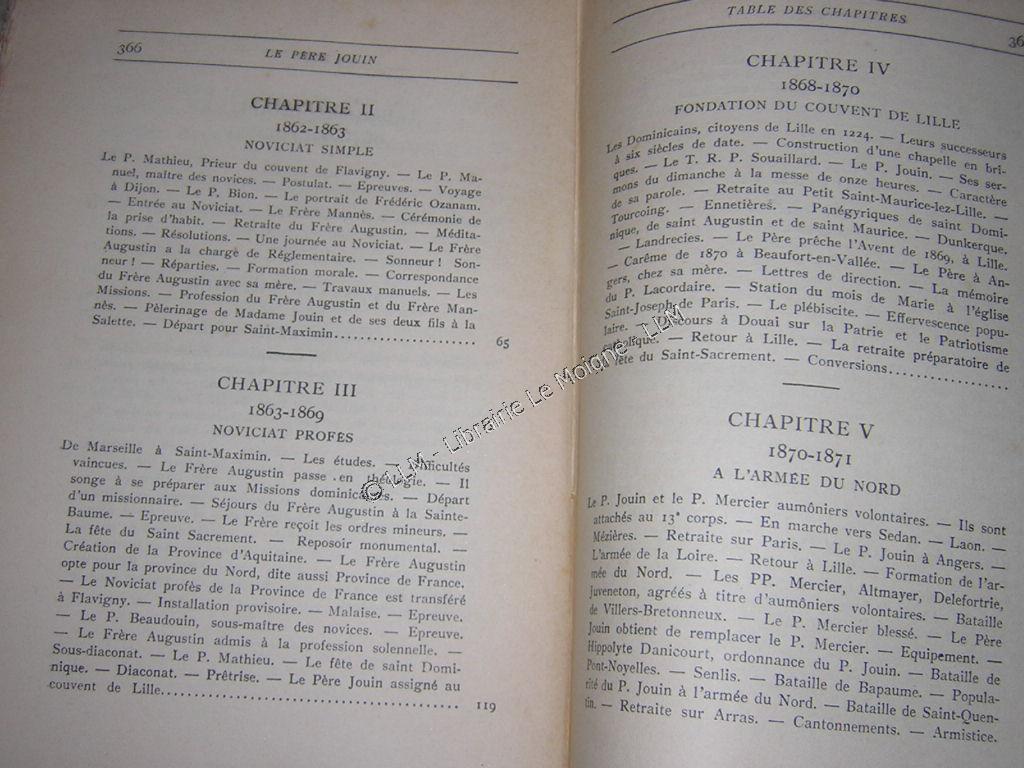 366
LE PÈRE JOUIN
CHAPITRE II
1862-1863
NOVICIAT SIMPLE
Le P. Mathieu, Prieur du couvent de Flavigny. — Le P. Ma-
nuel, maître des novices. — Postulat. — Epreuves. — Voyage
à Dijon. — Le P. Bion. — Le portrait de Frédéric Ozanam.
— Entrée au Noviciat. — Le Frère Mannès. — Cérémonie de
la prise d'habit. — Retraite du Frère Augustin. — Médita-
tions. — Résolutions. — Une journée au Noviciat. — Le Frère
Augustin a la charge de Réglementaire. — Sonneur ! Son-
neur ! — Réparties. — Formation morale. — Correspondance
du Frère Augustin avec sa mère. — Travaux manuels. — Les
Missions. — Profession du Frère Augustin et du Frère Man-
nès. — Pèlerinage de Madame Jouin et de ses deux fils à la
Salette. — Départ pour Saint-Maximin..................... 65
CHAPITRE III
1863-1869
NOVICIAT PROFÈS
De Marseille à Saint-Maximin. — Les études. — Difficultés
vaincues. — Le Frère Augustin passe en théologie. — Il
songe à se préparer aux Missions dominicaines. — Départ
d'un missionnaire. — Séjours du Frère Augustin à la Sainte-
Baume. — Epreuve. — Le Frère reçoit les ordres mineurs. —
La fête du Saint Sacrement. — Reposoir monumental. —
Création de la Province d'Aquitaine. — Le Frère Augustin
opte pour la province du Nord, dite aussi Province de France.
— Le Noviciat profès de la Province de France est transféré
à Flavigny. — Installation provisoire. — Malaise. — Epreuve.
— Le P. Beaudouin, sous-maître des novices. — Epreuve.
— Le Frère Augustin admis à la profession solennelle. —
Sous-diaconat. — Le P. Mathieu. — Le fête de saint Domi-
nique. — Diaconat. — Prêtrise. — Le Père Jouin assigné au
couvent de Lille........................................ 119
TABLE DES CHAPITRES
36
CHAPITRE IV
1868-1870
FONDATION DU COUVENT DE LILLE
Les Dominicains, citoyens de Lille en 1224. — Leurs successeurs
à six siècles de date. — Construction d'une chapelle en bri-
ques. — Le T. R. P. Souaillard. — Le P. Jouin. — Ses ser-
mons du dimanche à la messe de onze heures. — Caractère
de sa parole. — Retraite au Petit Saint-Maurice-lez-Lille. —
Tourcoing. — Ennetières. — Panégyriques de saint Domi-
nique, de saint Augustin et de saint Maurice. — Dunkerque.
— Landrecies. — Le Père prêche l'Avent de 1869, à Lille.
— Carême de 1870 à Beaufort-en-Vallée. — Le Père à An-
gers, chez sa mère. — Lettres de direction. — La mémoire
du P. Lacordaire. — Station du mois de Marie à l'église
Saint-Joseph de Paris. — Le plébiscite. — Effervescence popu-
laire. — Discours à Douai sur la Patrie et le Patriotisme
catholique. — Retour à Lille. — La retraite préparatoire de
fête du Saint-Sacrement. — Conversions..................
CHAPITRE V
1870-1871
A L'ARMÉE DU NORD
Le P. Jouin et le P. Mercier aumôniers volontaires. — Ils sont
attachés au 13e corps. — En marche vers Sedan. — Laon. —
Mézières. — Retraite sur Paris. — Le P. Jouin à Angers. —
L'armée de la Loire. — Retour à Lille. — Formation de l'ar-
mée du Nord. — Les PP. Mercier, Altmayer, Delefortrie,
Juveneton, agréés à titre d'aumôniers volontaires. — Bataille
de Villers-Bretonneux. — Le P. Mercier blessé. — Le Père
Jouin obtient de remplacer le P. Mercier. — Equipement. —
Hippolyte Danicourt, ordonnance du P. Jouin. — Bataille de
Pont-Noyelles. — Senlis. — Bataille de Bapaume. — Popula-
rité du P. Jouin à l'armée du Nord. — Bataille de Saint-Quen-
tin. — Retraite sur Arras. — Cantonnements. — Armistice.
© LLM - Librairie Le Moigne - LLM